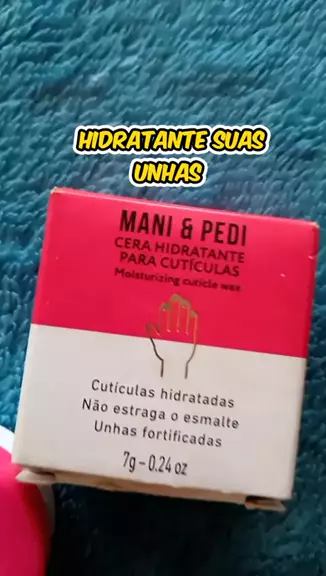 HIDRATANTE SUAS
UNHAS
MANI & PEDI
CERA HIDRATANTE
PARA CUTÍCULAS
Moisturizing cuticle wax
Cutículas hidratadas
Não estraga o esmalte
Unhas fortificadas
7g – 0.24 oz